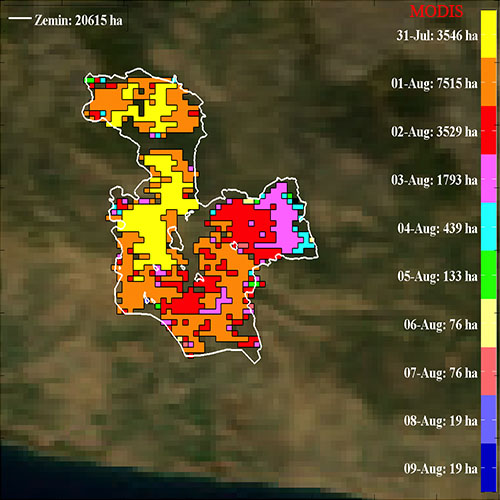 MODIS
Zemin: 20615 ha
31-Jul: 3546 ha
01-Aug: 7515 ha
02-Aug: 3529 ha
03-Aug: 1793 ha
04-Aug: 439 ha
05-Aug: 133 ha
06-Aug: 76 ha
07-Aug: 76 ha
08-Aug: 19 ha
09-Aug: 19 ha